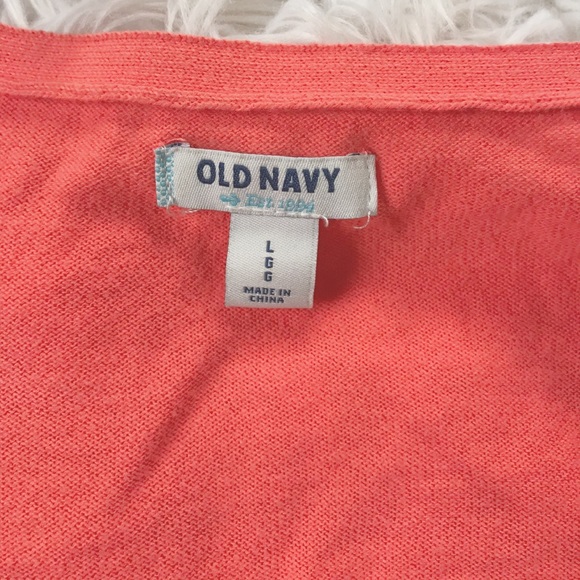 OLD NAVY
Est. 1994
L
G
G
MADE IN
CHINA